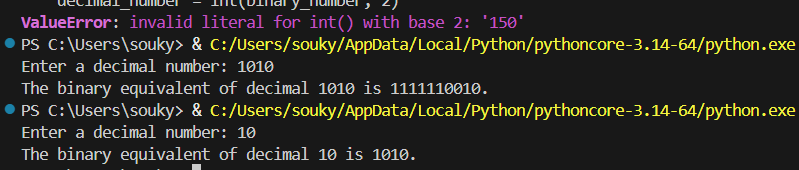 decimal_number = int(binary_number, 2)
ValueError: invalid literal for int() with base 2: '150'
PS C:\Users\souky> & C:/Users/souky/AppData/Local/Python/pythoncore-3.14-64/python.exe
Enter a decimal number: 1010
The binary equivalent of decimal 1010 is 1111110010.
PS C:\Users\souky> & C:/Users/souky/AppData/Local/Python/pythoncore-3.14-64/python.exe
Enter a decimal number: 10
The binary equivalent of decimal 10 is 1010.